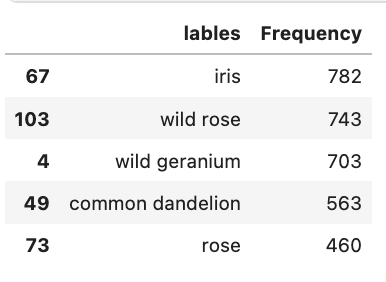 lables Frequency
67 iris 782
103 wild rose 743
4 wild geranium 703
49 common dandelion 563
73 rose 460